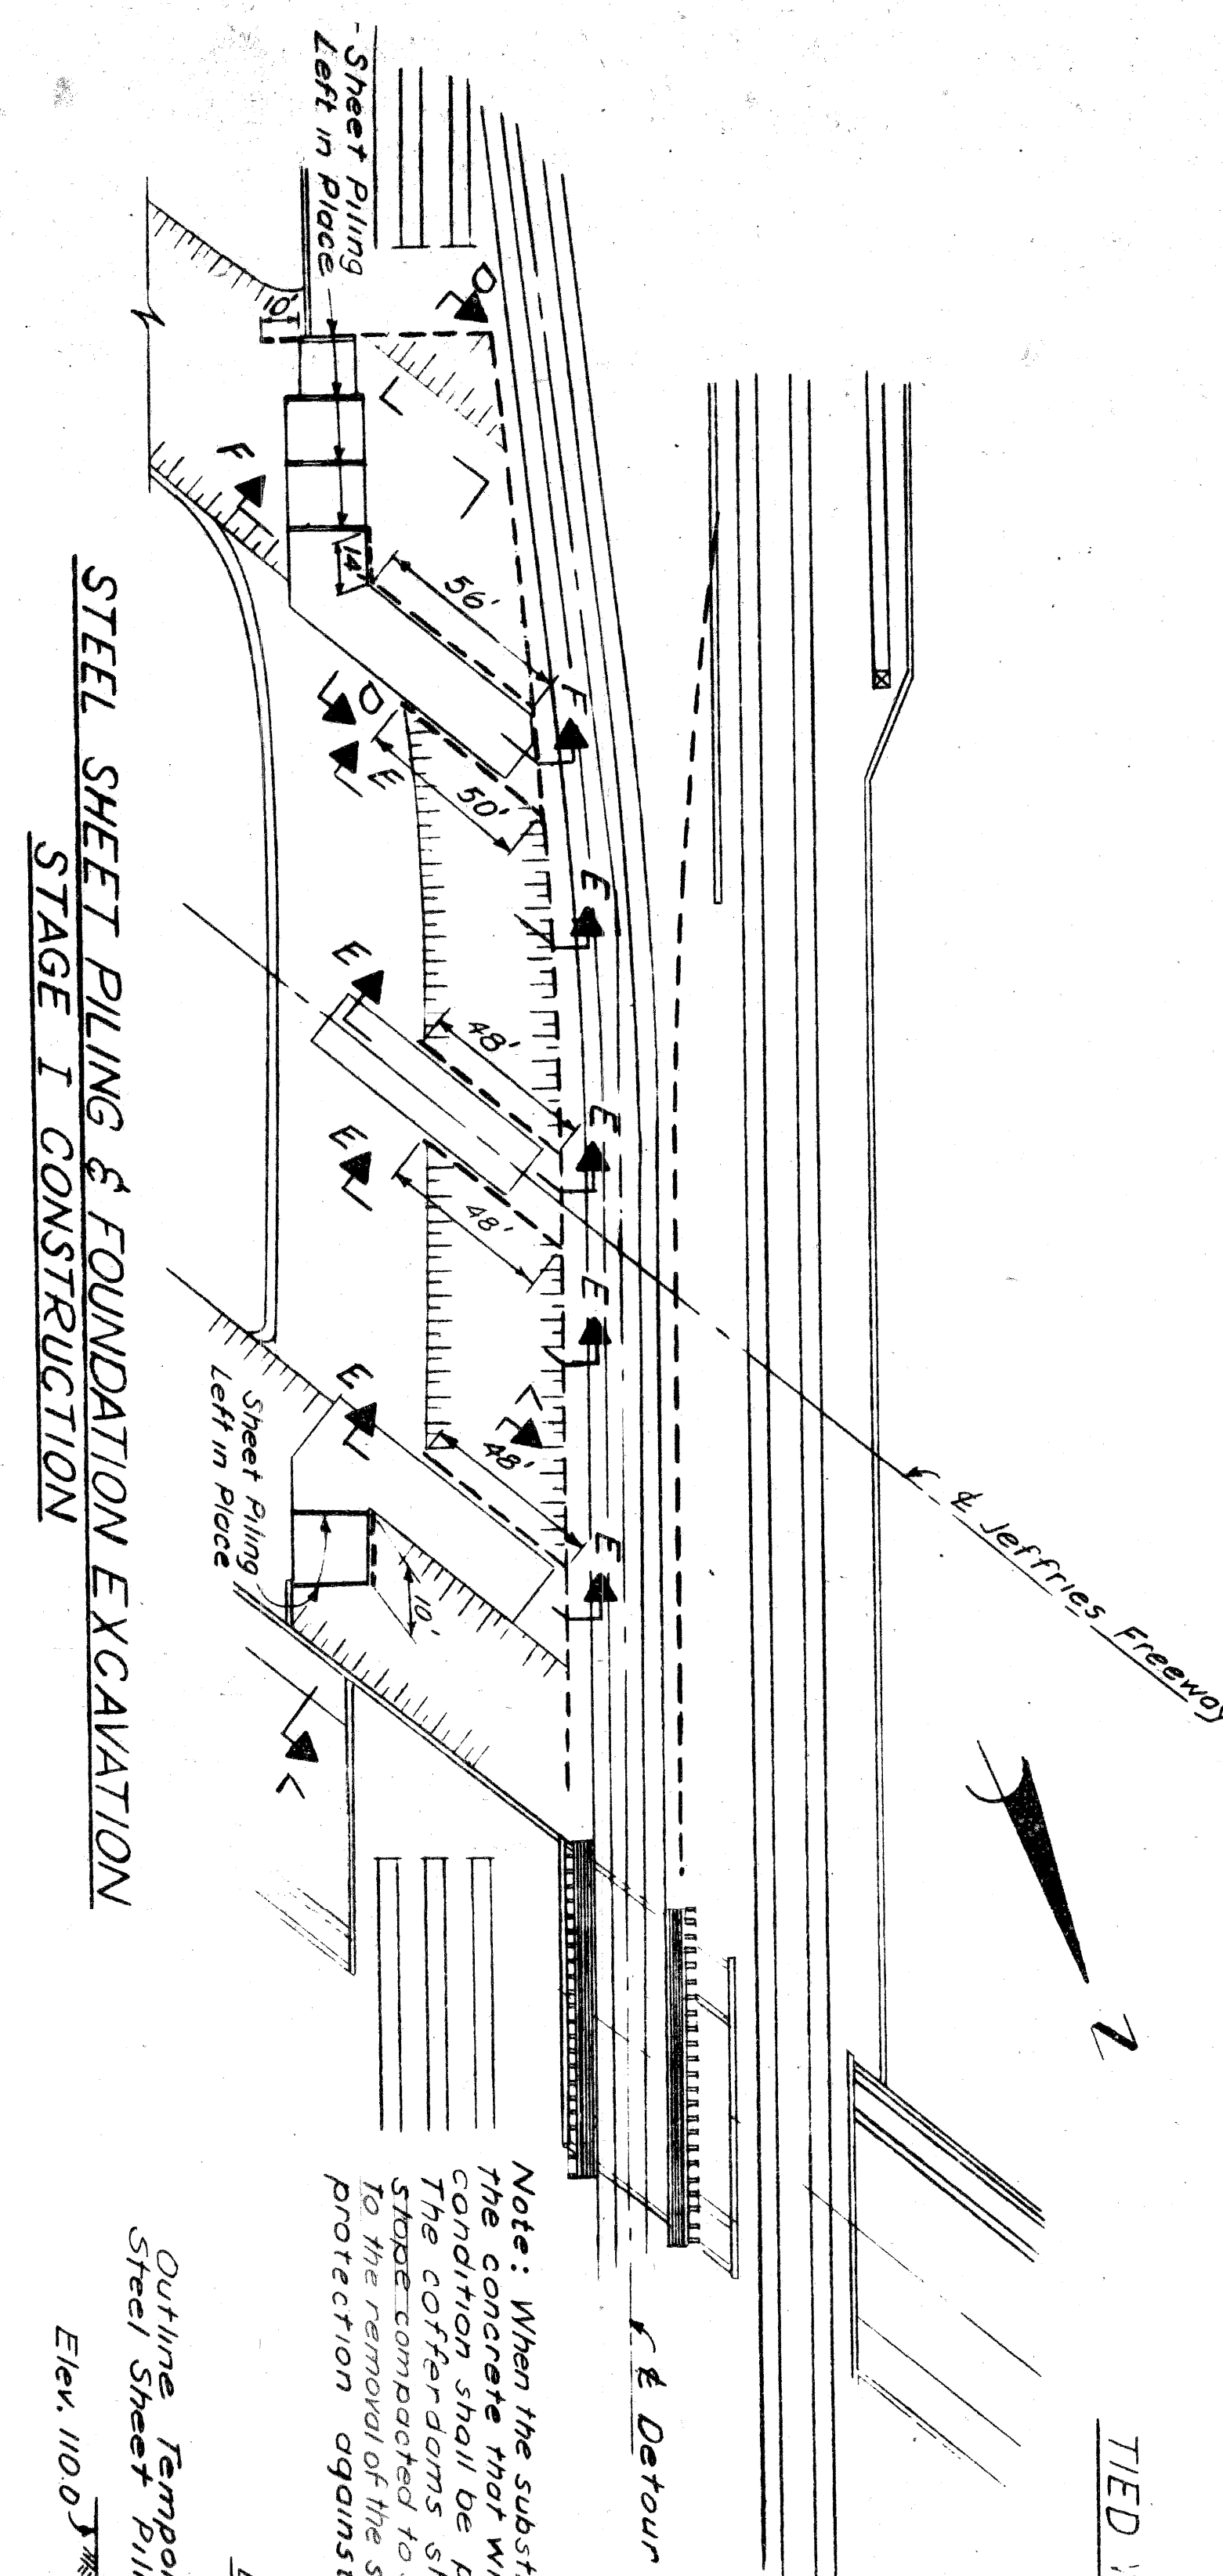 - Sheet Piling
Left in Place
10'
D
F
14'
56'
F
D
E
50'
E
E
48'
E
E
48'
E
E
48'
E
10'
Sheet Piling
Left in Place
℄ Jeffries Freeway
℄ Detour
STEEL SHEET PILING & FOUNDATION EXCAVATION
STAGE I CONSTRUCTION
Note: When the subst
the concrete that wi
condition shall be p
The cofferdams sh
slope compacted to
to the removal of the s
protection against
Outline Tempor
Steel Sheet Pili
Elev. 110.0
TIED